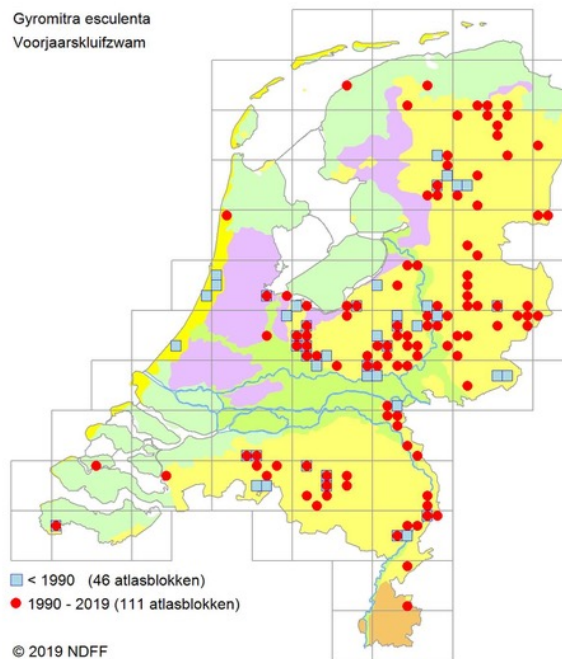 Gyromitra esculenta
Voorjaarskluifzwam
< 1990 (46 atlasblokken)
1990 - 2019 (111 atlasblokken)
© 2019 NDFF